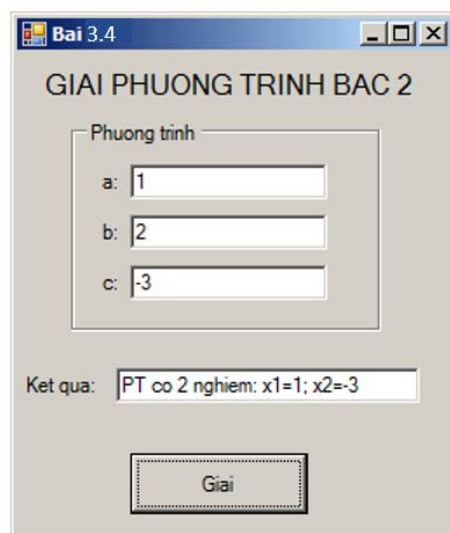 Bai 3.4
GIAI PHUONG TRINH BAC 2
Phuong trinh
a: 1
b: 2
c: -3
Ket qua: PT co 2 nghiem: x1=1; x2=-3
Giai